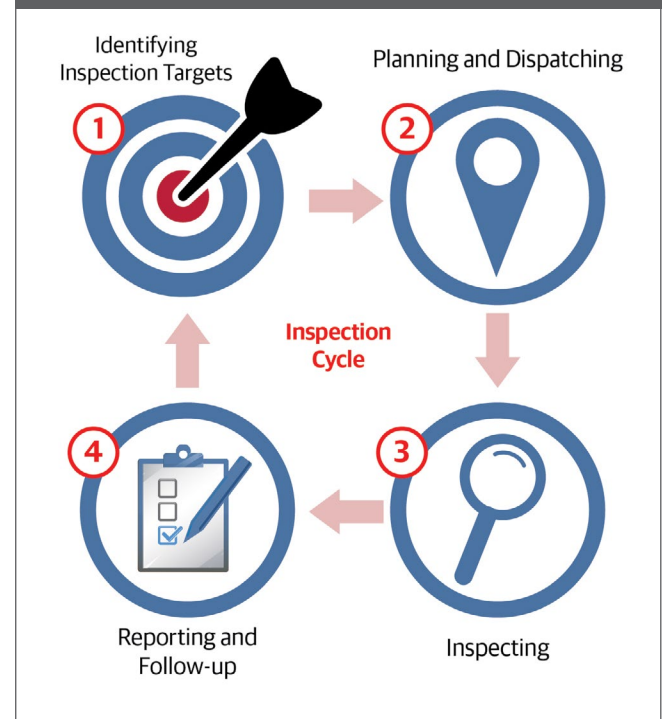 Identifying
Inspection Targets
1
Planning and Dispatching
2
Inspection
Cycle
3
Inspecting
4
Reporting and
Follow-up